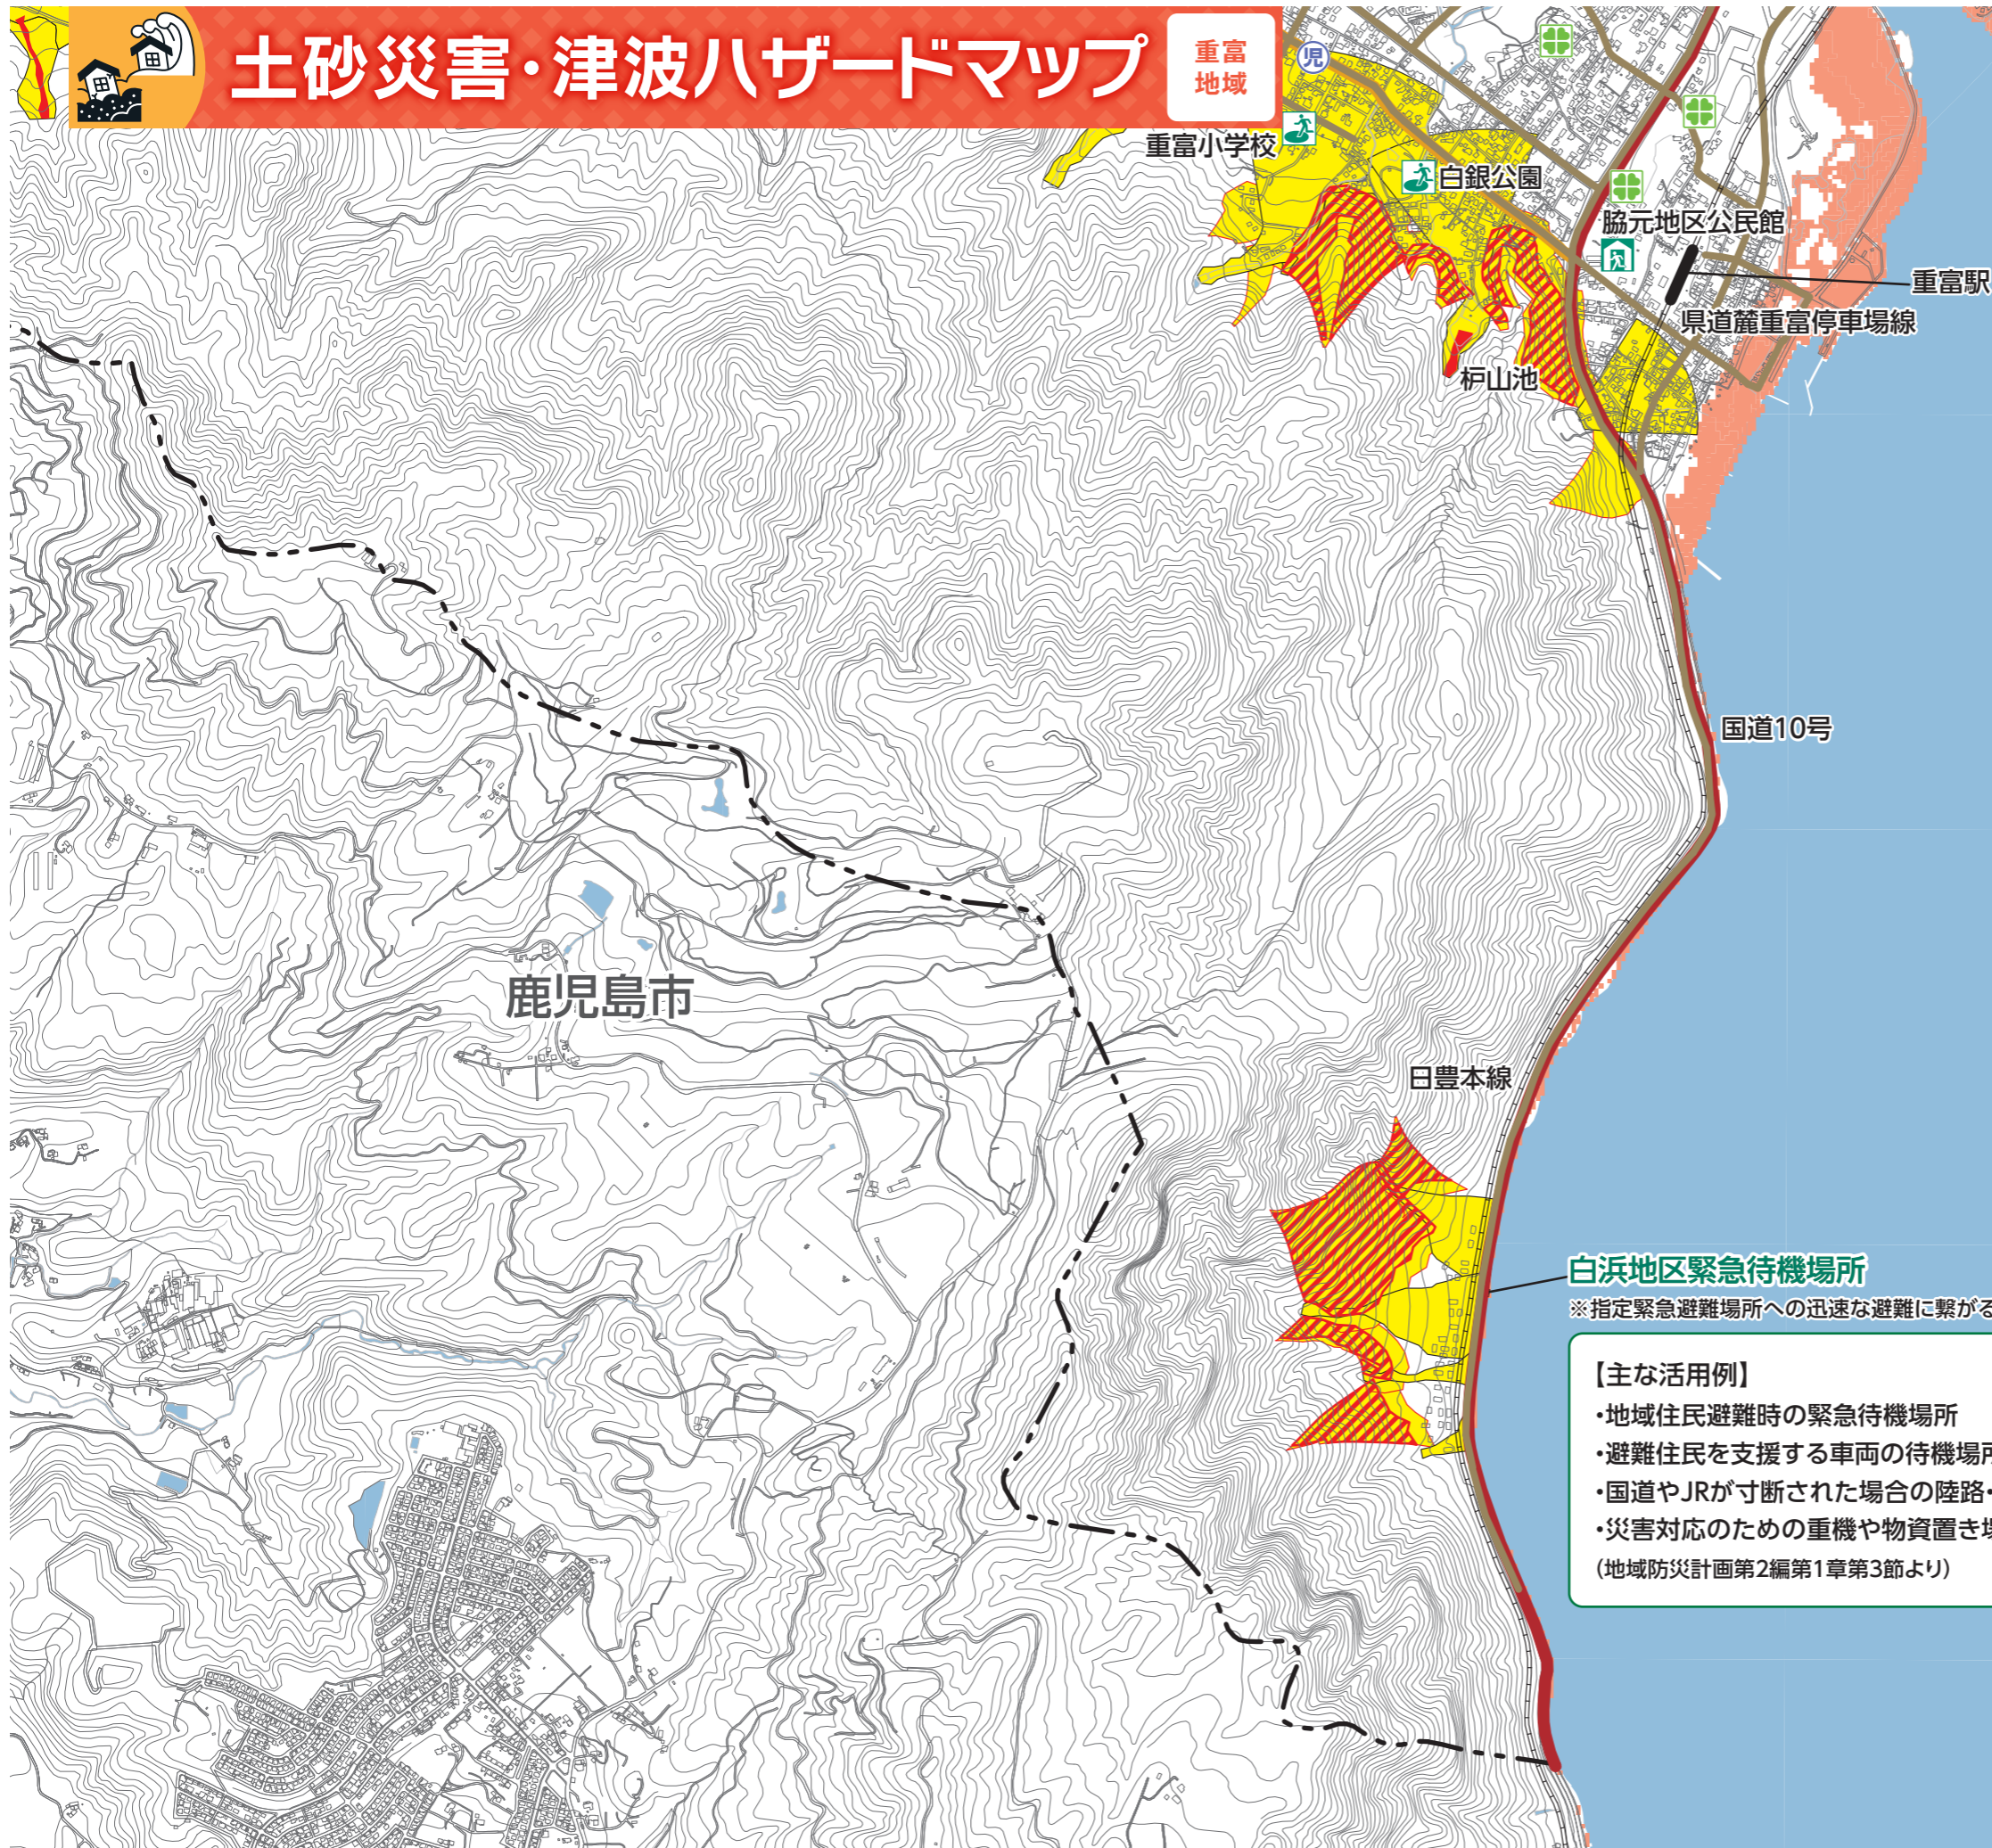 土砂災害・津波ハザードマップ
重富
地域
児
重富小学校
白銀公園
脇元地区公民館
重富駅
県道麓重富停車場線
枦山池
国道10号
鹿児島市
日豊本線
白浜地区緊急待機場所
※指定緊急避難場所への迅速な避難に繋がる
【主な活用例】
・地域住民避難時の緊急待機場所
・避難住民を支援する車両の待機場所
・国道やJRが寸断された場合の陸路・
・災害対応のための重機や物資置き場
(地域防災計画第2編第1章第3節より)